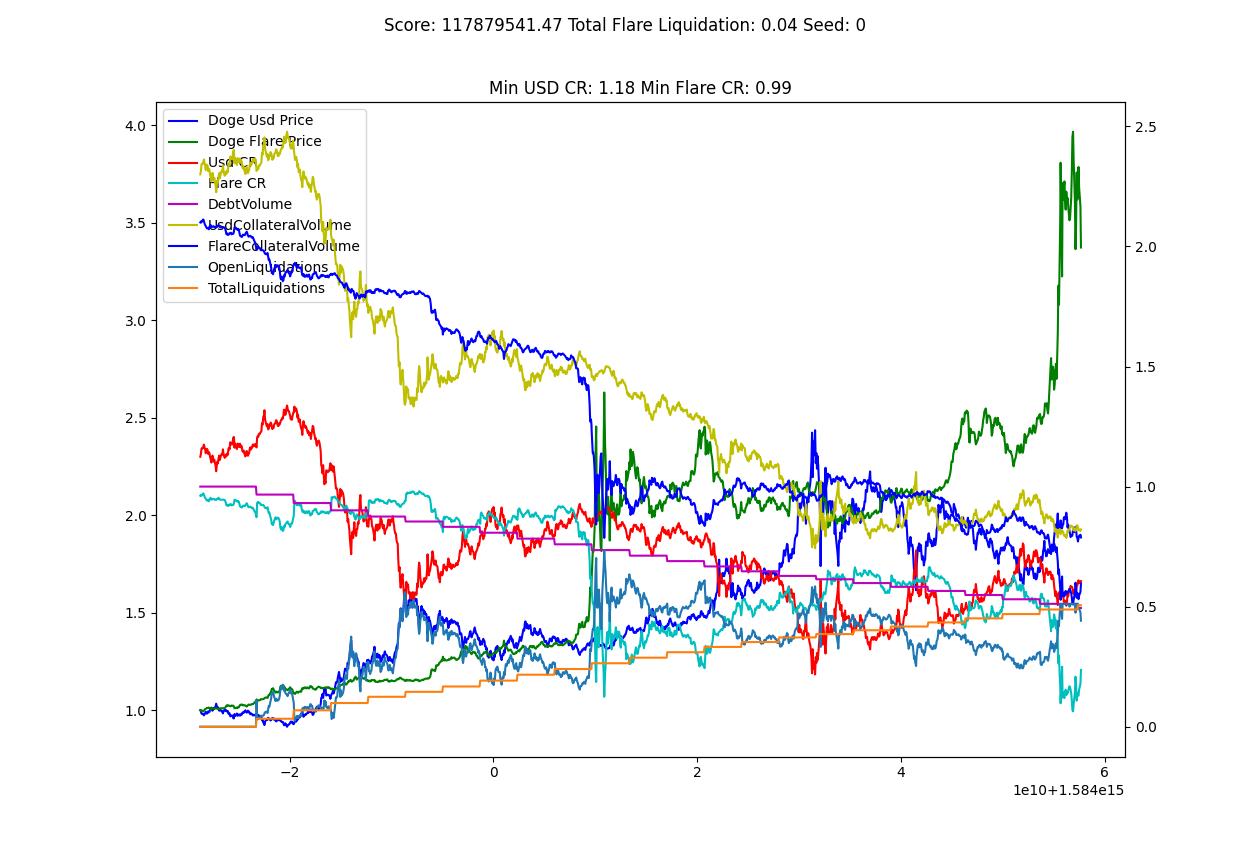 Score: 117879541.47 Total Flare Liquidation: 0.04 Seed: 0
Min USD CR: 1.18 Min Flare CR: 0.99
Doge Usd Price
Doge Flare Price
Usd CR
Flare CR
DebtVolume
UsdCollateralVolume
FlareCollateralVolume
OpenLiquidations
TotalLiquidations
4.0
3.5
3.0
2.5
2.0
1.5
1.0
2.5
2.0
1.5
1.0
0.5
0.0
−2
0
2
4
6
1e10+1.584e15